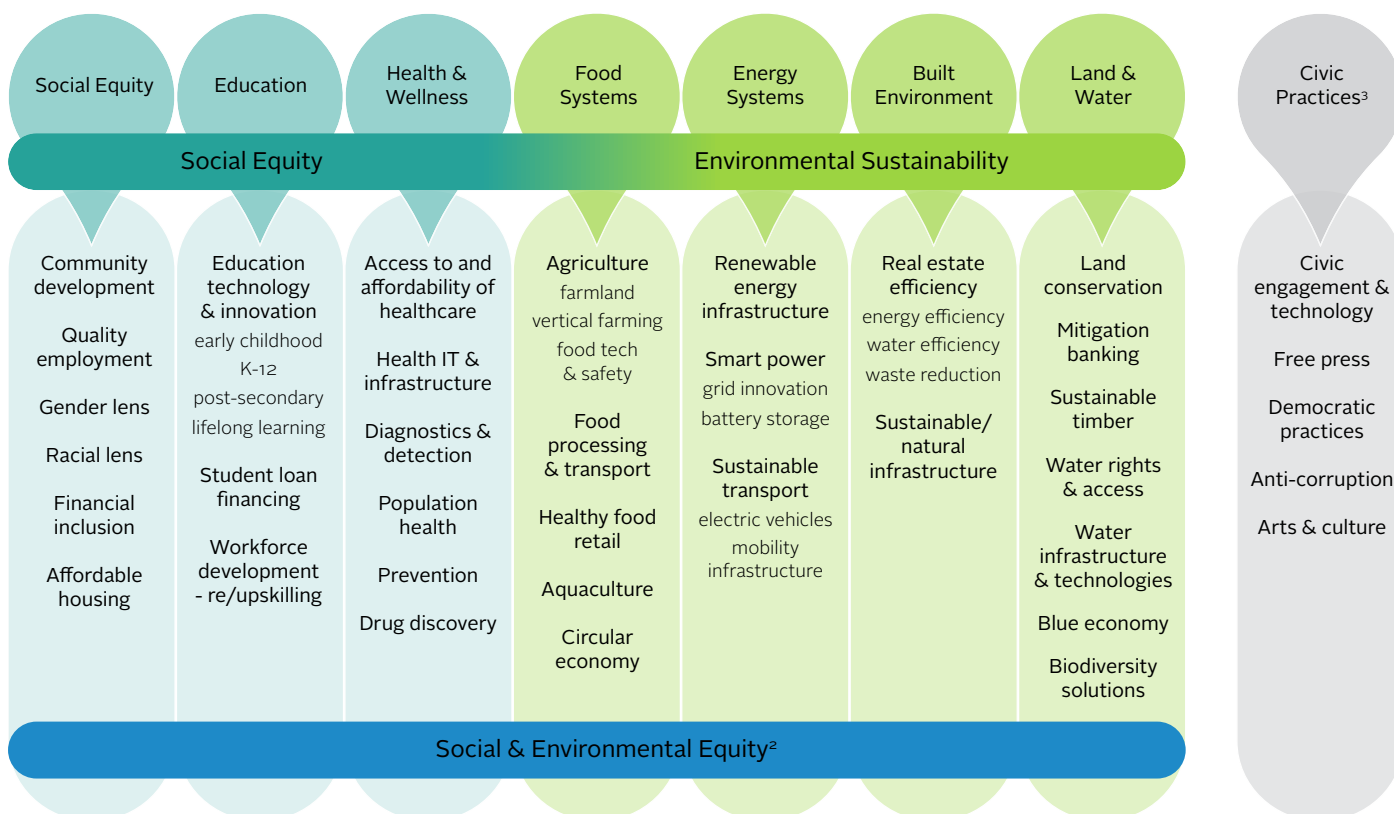 Social Equity
Education
Health &
Wellness
Food
Systems
Energy
Systems
Built
Environment
Land &
Water
Civic
Practices³
Social Equity
Environmental Sustainability
Community
development
Quality
employment
Gender lens
Racial lens
Financial
inclusion
Affordable
housing
Education
technology
& innovation
early childhood
K-12
post-secondary
lifelong learning
Student loan
financing
Workforce
development
- re/upskilling
Access to and
affordability of
healthcare
Health IT &
infrastructure
Diagnostics &
detection
Population
health
Prevention
Drug discovery
Agriculture
farmland
vertical farming
food tech
& safety
Food
processing
& transport
Healthy food
retail
Aquaculture
Circular
economy
Renewable
energy
infrastructure
Smart power
grid innovation
battery storage
Sustainable
transport
electric vehicles
mobility
infrastructure
Real estate
efficiency
energy efficiency
water efficiency
waste reduction
Sustainable/
natural
infrastructure
Land
conservation
Mitigation
banking
Sustainable
timber
Water rights
& access
Water
infrastructure
& technologies
Blue economy
Biodiversity
solutions
Civic
engagement &
technology
Free press
Democratic
practices
Anti-corruption
Arts & culture
Social & Environmental Equity²